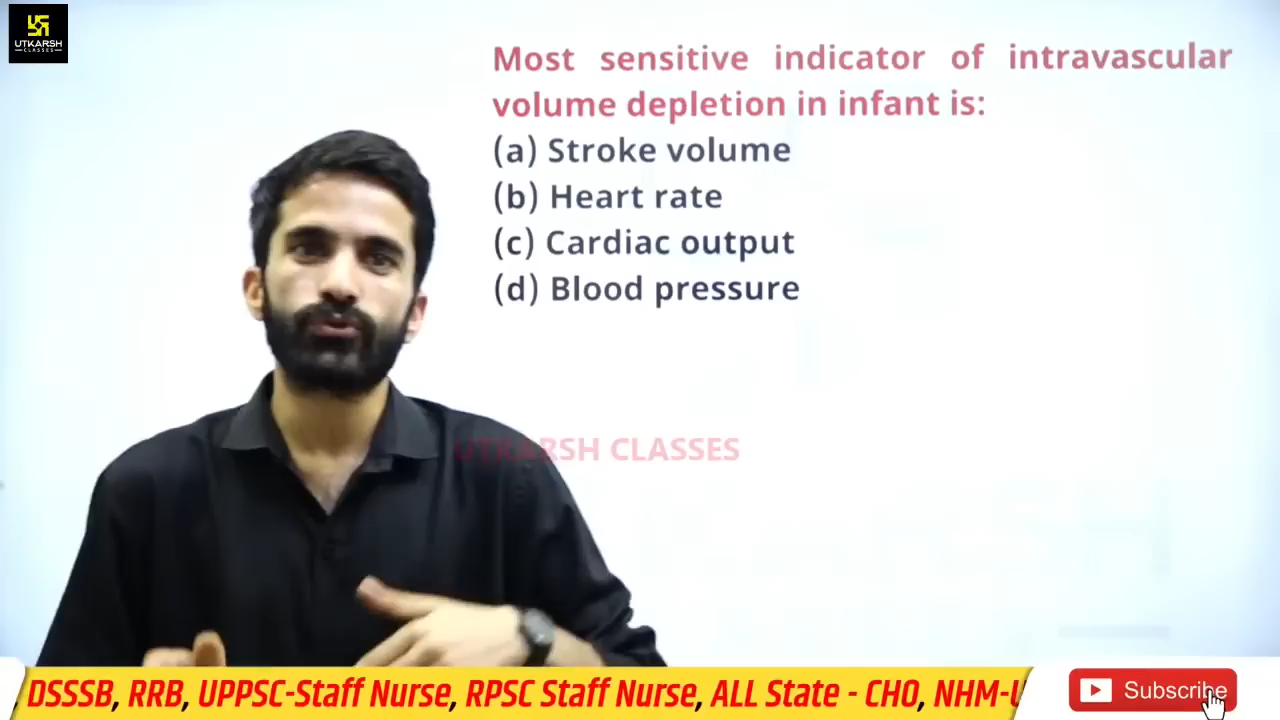 UTKARSH
CLASSES
Most sensitive indicator of intravascular
volume depletion in infant is:
(a) Stroke volume
(b) Heart rate
(c) Cardiac output
(d) Blood pressure
UTKARSH CLASSES
DSSSB, RRB, UPPSC-Staff Nurse, RPSC Staff Nurse, ALL State - CHO, NHM-U
Subscribe